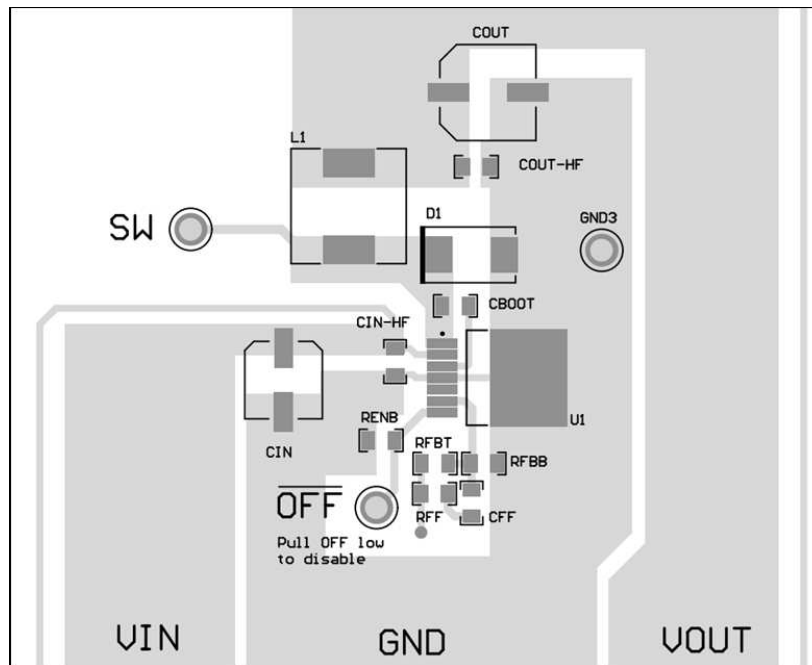 COUT
L1
COUT-HF
D1
GND3
SW
CBOOT
CIN-HF
U1
RENB
RFBT
RFBB
CIN
OFF
RFF
CFF
Pull OFF low
to disable
VIN
GND
VOUT